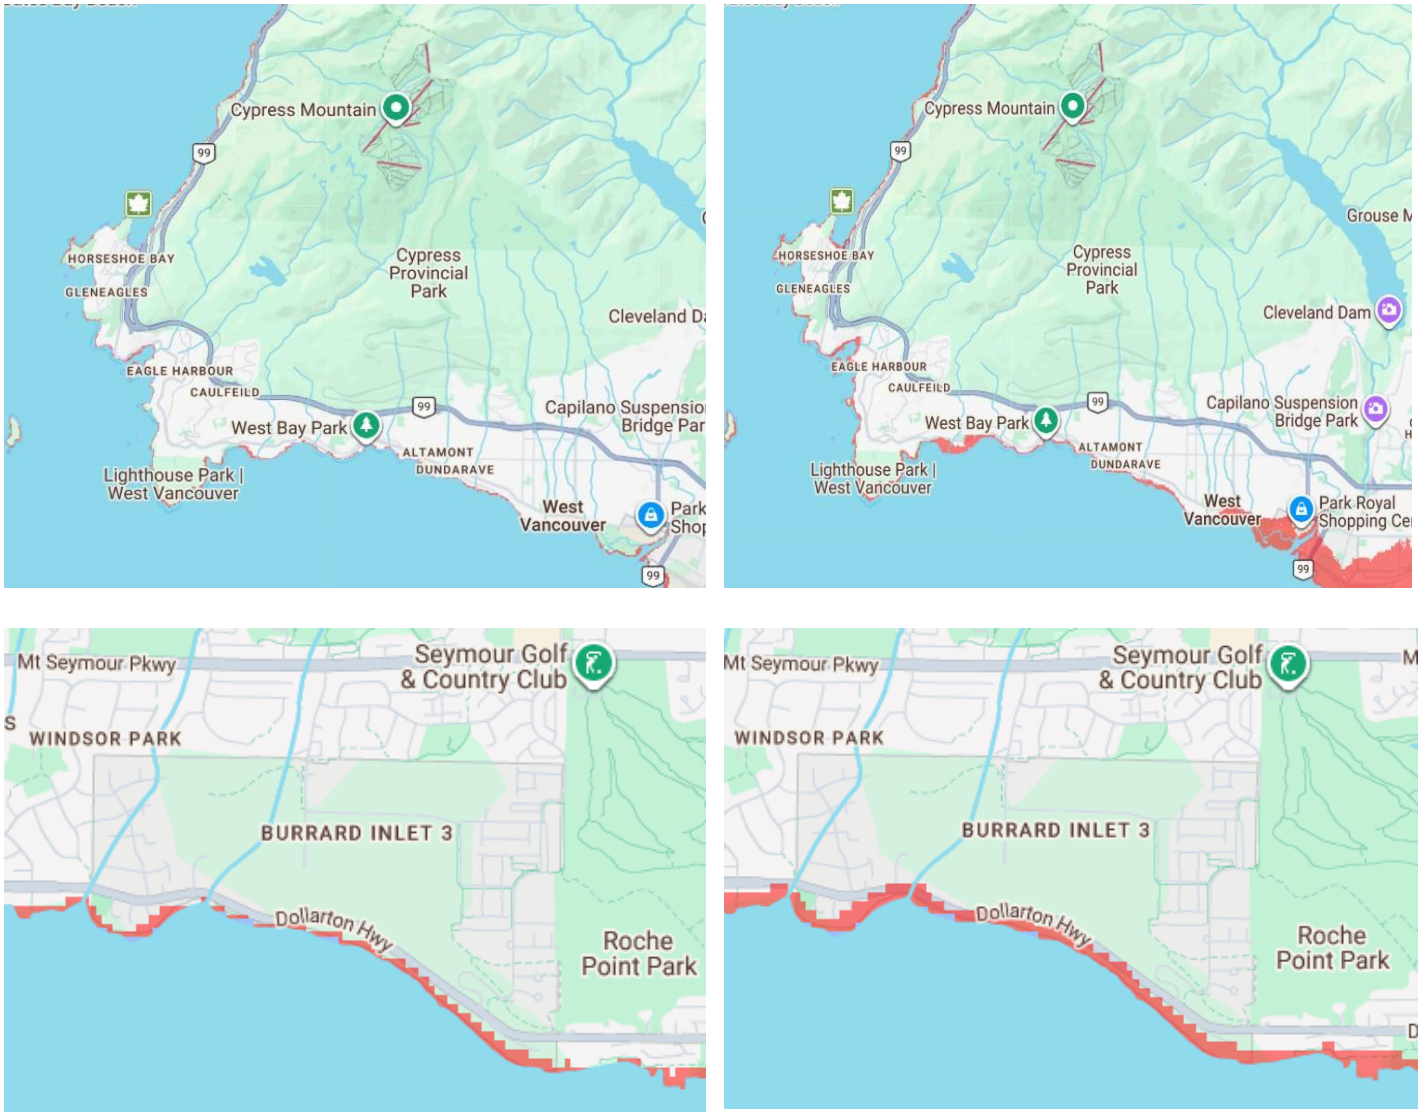 Cypress Mountain
99
HORSESHOE BAY
GLENEAGLES
Cypress
Provincial
Park
Cleveland Da
EAGLE HARBOUR
CAULFEILD
99
Capilano Suspension
Bridge Par
West Bay Park
ALTAMONT
DUNDARAVE
Lighthouse Park |
West Vancouver
West
Vancouver
Park
Shop
99
Cypress Mountain
99
Grouse M
HORSESHOE BAY
GLENEAGLES
Cypress
Provincial
Park
Cleveland Dam
EAGLE HARBOUR
CAULFEILD
99
Capilano Suspension
Bridge Park
West Bay Park
ALTAMONT
DUNDARAVE
Lighthouse Park |
West Vancouver
West
Vancouver
Park Royal
Shopping Cer
99
Mt Seymour Pkwy
Seymour Golf
& Country Club
S
WINDSOR PARK
BURRARD INLET 3
Dollarton Hwy
Roche
Point Park
Mt Seymour Pkwy
Seymour Golf
& Country Club
M
WINDSOR PARK
BURRARD INLET 3
Dollarton Hwy
Roche
Point Park
D